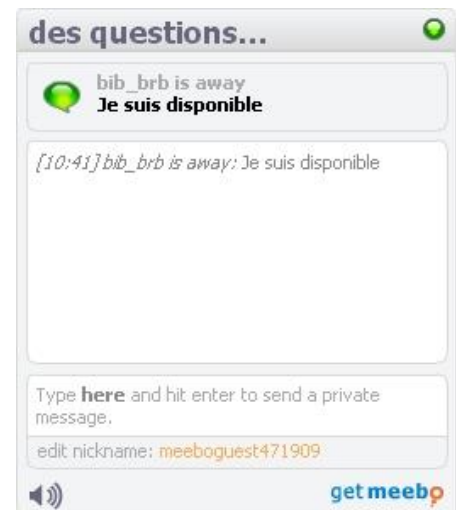 des questions...
bib_brb is away
Je suis disponible
[10:41] bib_brb is away: Je suis disponible
Type here and hit enter to send a private
message.
edit nickname: meeboguest471909
get meebo